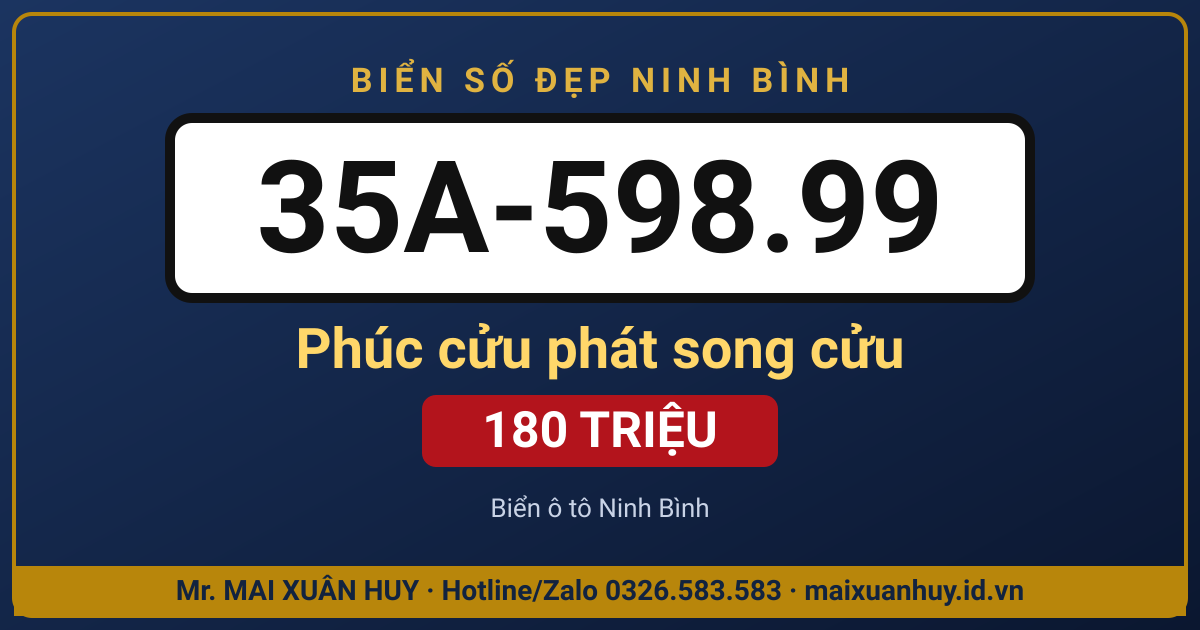 BIỂN SỐ ĐẸP NINH BÌNH
35A-598.99
Phúc cửu phát song cửu
180 TRIỆU
Biển ô tô Ninh Bình
Mr. MAI XUÂN HUY · Hotline/Zalo 0326.583.583 · maixuanhuy.id.vn